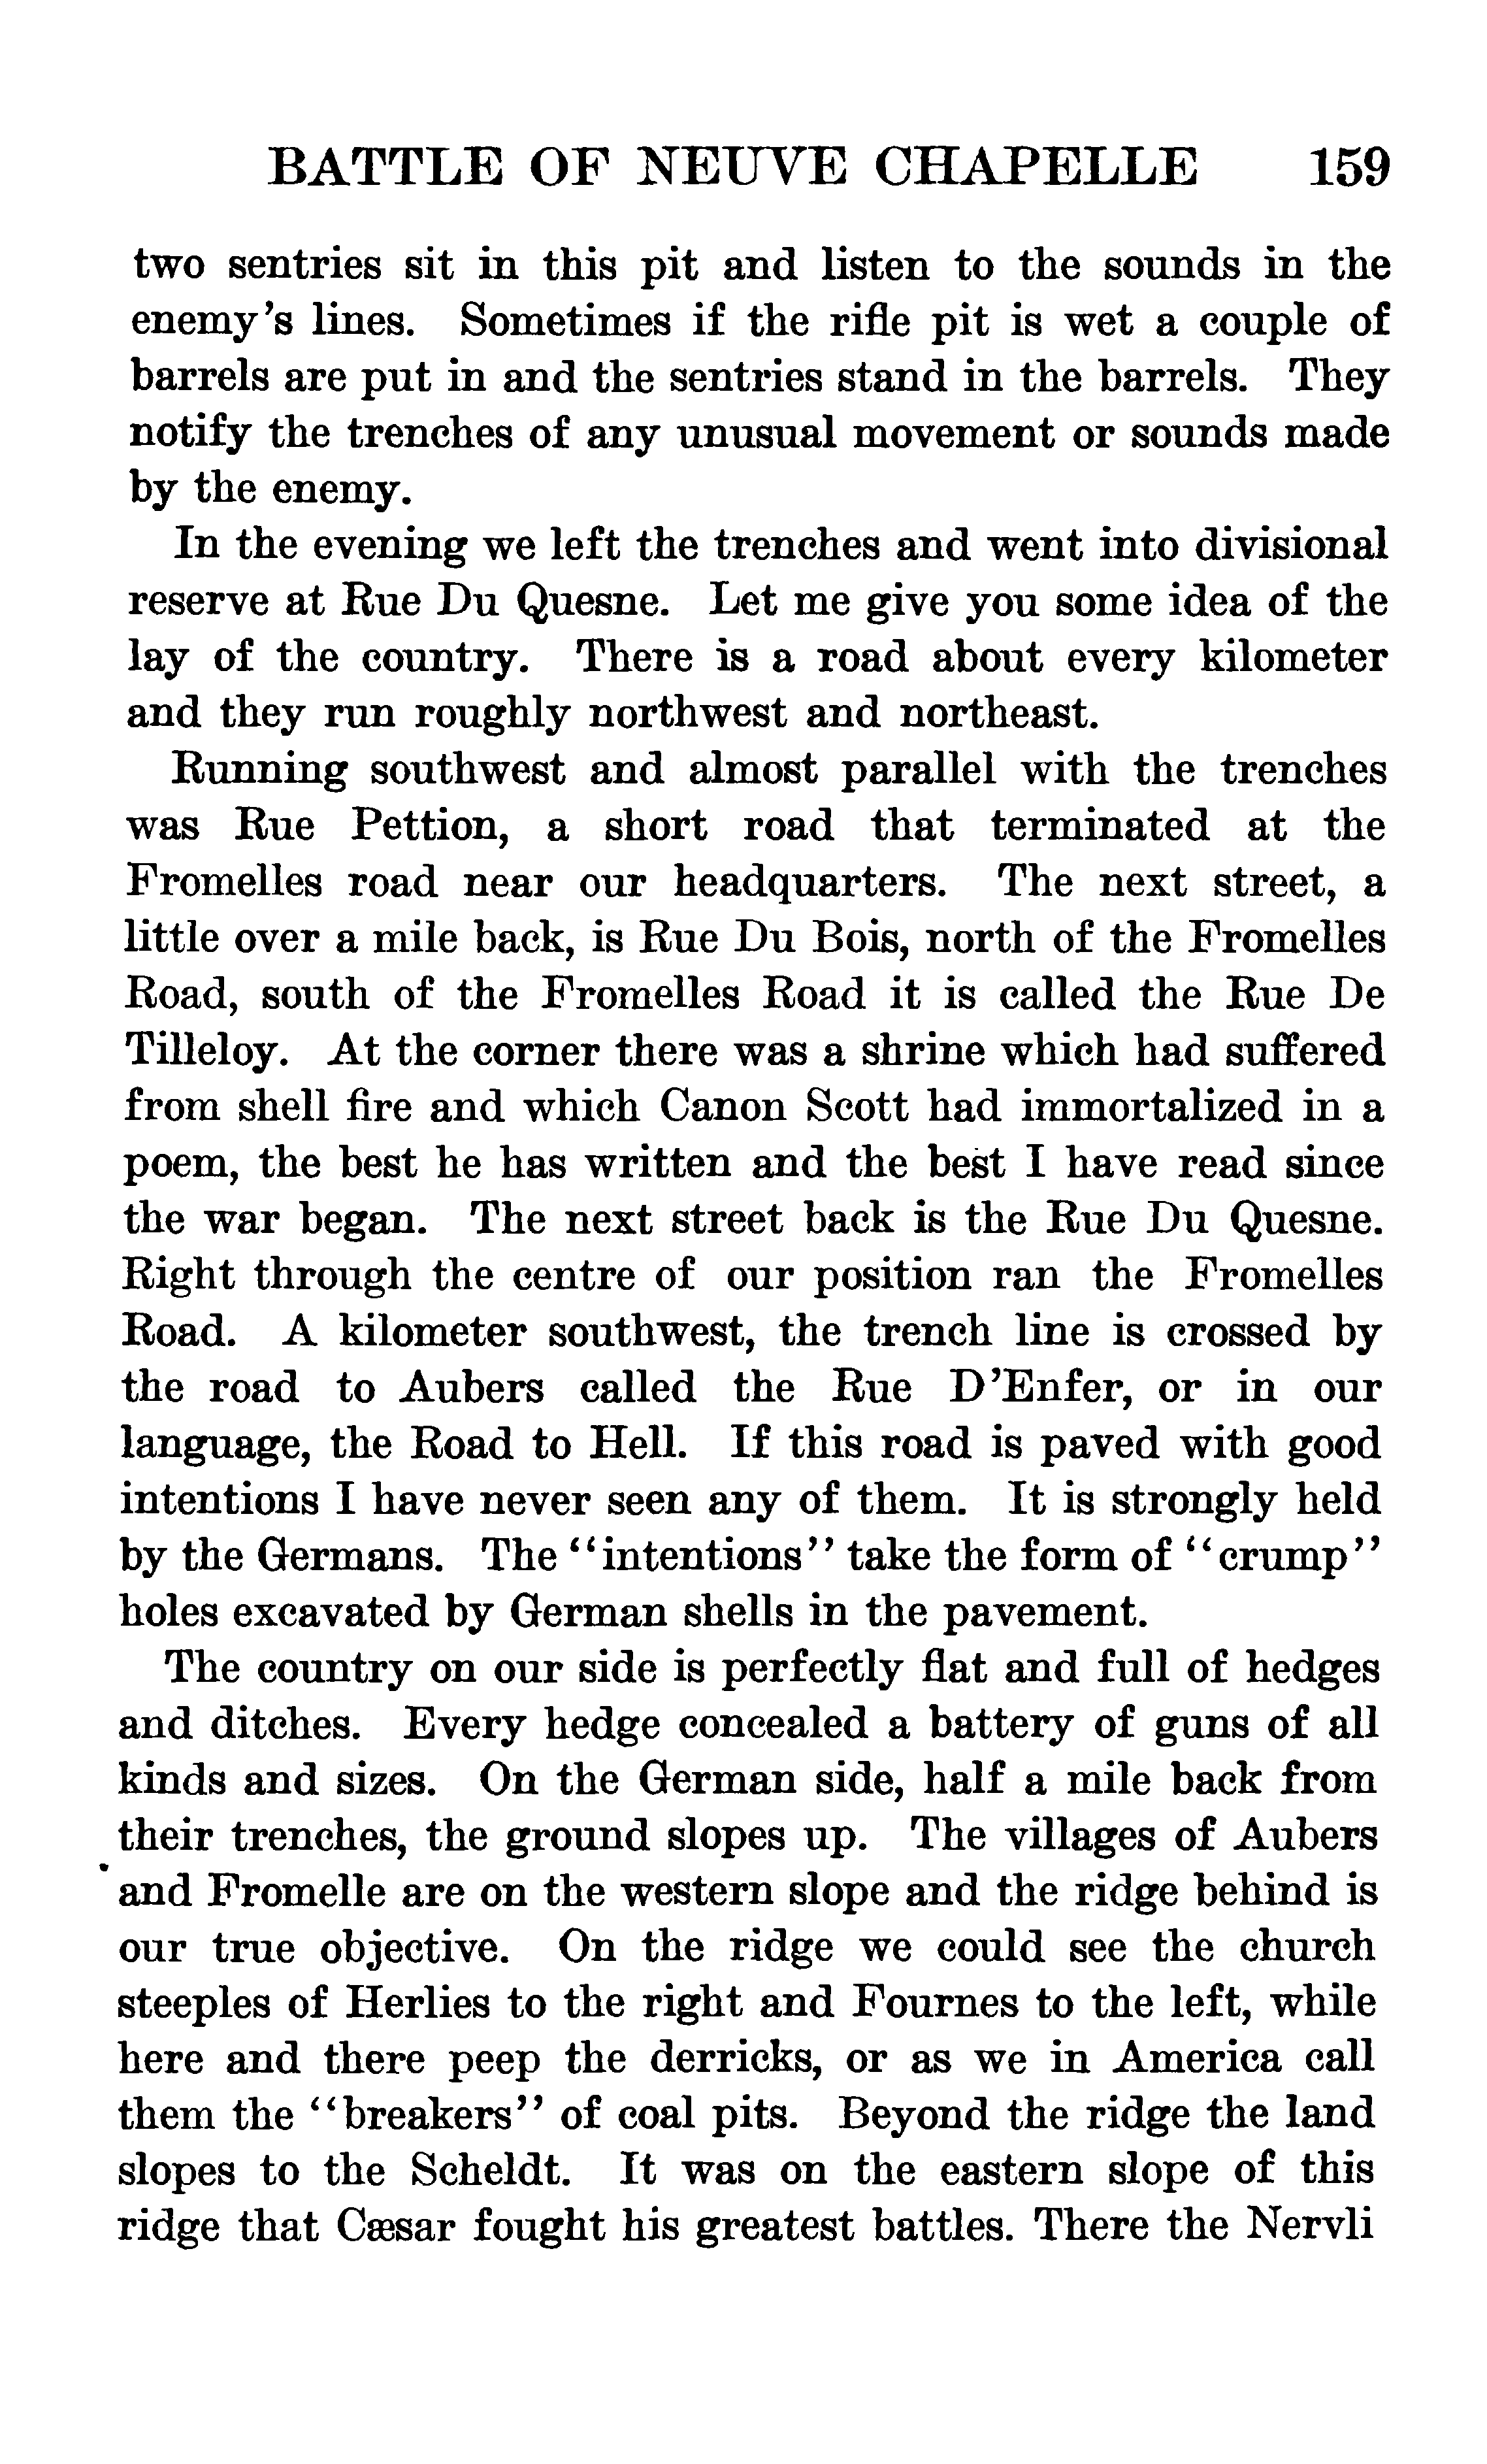 BATTLE OF NEUVE CHAPELLE 159
two sentries sit in this pit and listen to the sounds in the
enemy's lines. Sometimes if the rifle pit is wet a couple of
barrels are put in and the sentries stand in the barrels. They
notify the trenches of any unusual movement or sounds made
by the enemy.
In the evening we left the trenches and went into divisional
reserve at Rue Du Quesne. Let me give you some idea of the
lay of the country. There is a road about every kilometer
and they run roughly northwest and northeast.
Running southwest and almost parallel with the trenches
was Rue Pettion, a short road that terminated at the
Fromelles road near our headquarters. The next street, a
little over a mile back, is Rue Du Bois, north of the Fromelles
Road, south of the Fromelles Road it is called the Rue De
Tilleloy. At the corner there was a shrine which had suffered
from shell fire and which Canon Scott had immortalized in a
poem, the best he has written and the best I have read since
the war began. The next street back is the Rue Du Quesne.
Right through the centre of our position ran the Fromelles
Road. A kilometer southwest, the trench line is crossed by
the road to Aubers called the Rue D'Enfer, or in our
language, the Road to Hell. If this road is paved with good
intentions I have never seen any of them. It is strongly held
by the Germans. The "intentions" take the form of "crump"
holes excavated by German shells in the pavement.
The country on our side is perfectly flat and full of hedges
and ditches. Every hedge concealed a battery of guns of all
kinds and sizes. On the German side, half a mile back from
their trenches, the ground slopes up. The villages of Aubers
and Fromelle are on the western slope and the ridge behind is
our true objective. On the ridge we could see the church
steeples of Herlies to the right and Fournes to the left, while
here and there peep the derricks, or as we in America call
them the "breakers" of coal pits. Beyond the ridge the land
slopes to the Scheldt. It was on the eastern slope of this
ridge that Cæsar fought his greatest battles. There the Nervli